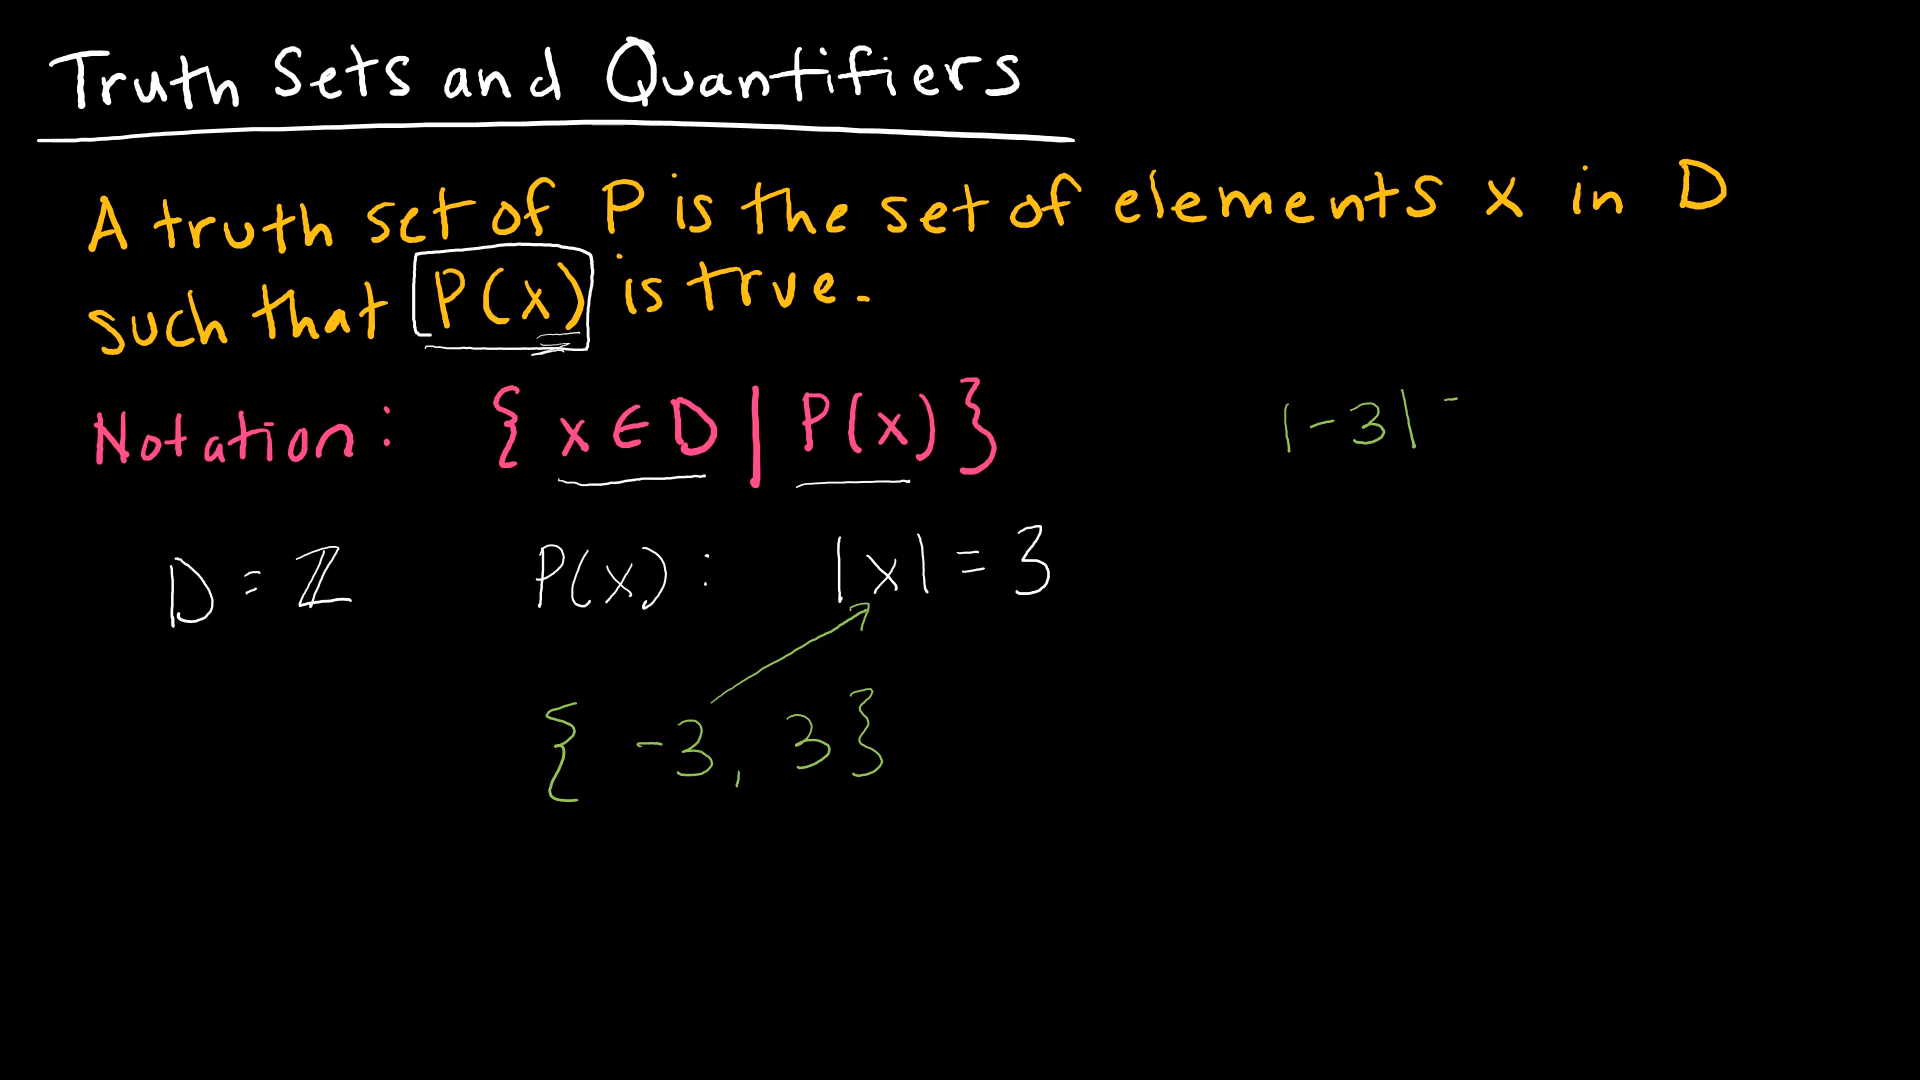 Truth Sets and Quantifiers
A truth set of P is the set of elements x in D
such that P(x) is true.
Notation: { x ∈ D | P(x) }
|-3| -
D = ℤ P(x) : |x| = 3
{ -3, 3 }